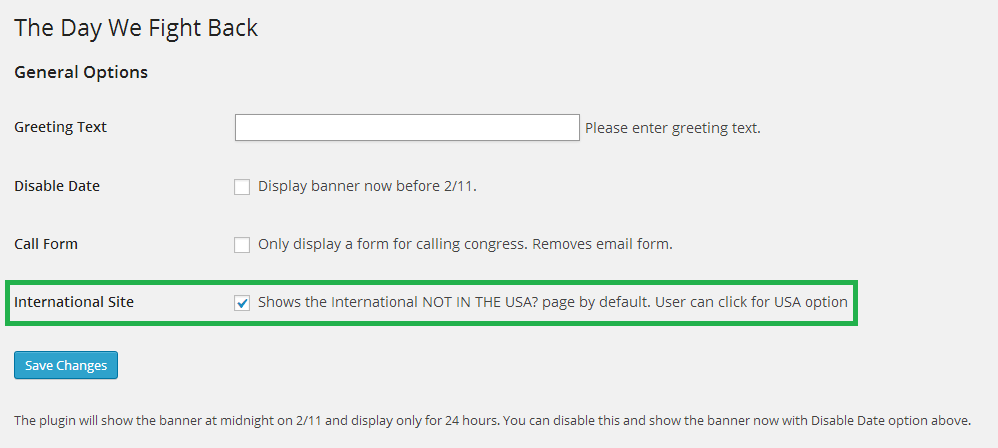 The Day We Fight Back
General Options
Greeting Text Please enter greeting text.
Disable Date Display banner now before 2/11.
Call Form Only display a form for calling congress. Removes email form.
International Site Shows the International NOT IN THE USA? page by default. User can click for USA option
Save Changes
The plugin will show the banner at midnight on 2/11 and display only for 24 hours. You can disable this and show the banner now with Disable Date option above.